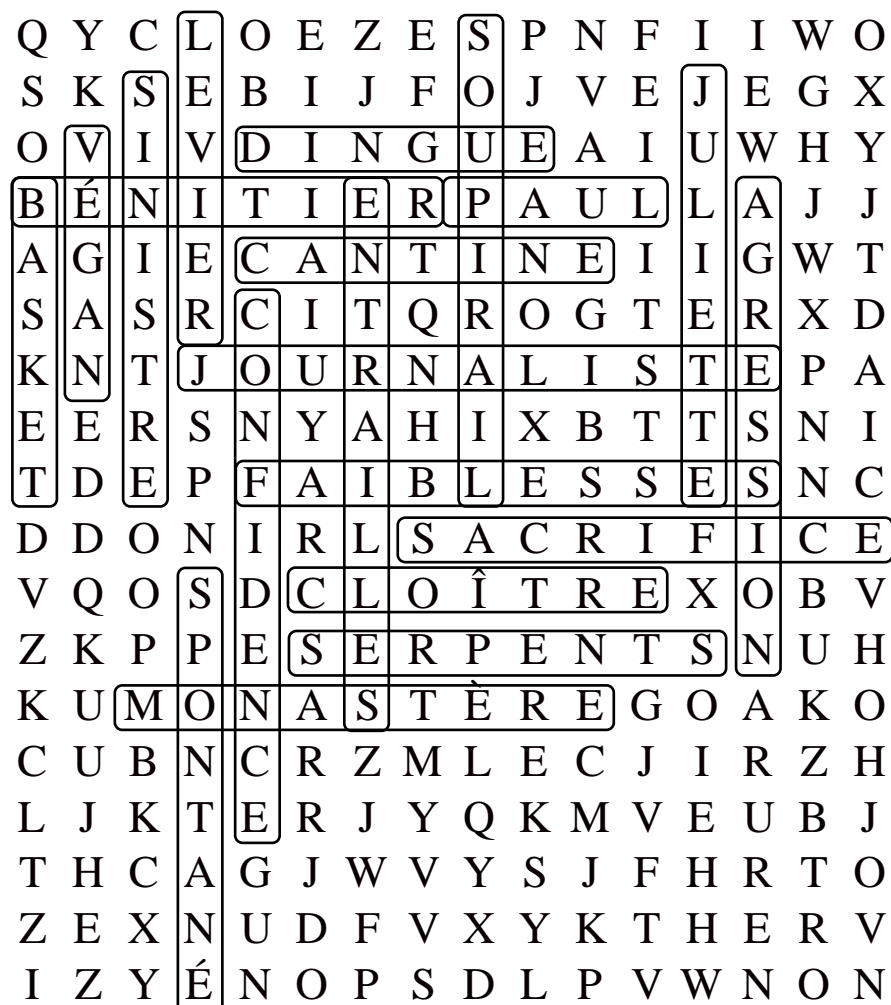 Q Y C L O E Z E S P N F I I W O
S K S E B I J F O J V E J E G X
O V I V D I N G U E A I U W H Y
B É N I T I E R P A U L L A J J
A G I E C A N T I N E I I G W T
S A S R C I T Q R O G T E R X D
K N T J O U R N A L I S T E P A
E E R S N Y A H I X B T T S N I
T D E P F A I B L E S S E S N C
D D O N I R L S A C R I F I C E
V Q O S D C L O Î T R E X O B V
Z K P P E S E R P E N T S N U H
K U M O N A S T È R E G O A K O
C U B N C R Z M L E C J I R Z H
L J K T E R J Y Q K M V E U B J
T H C A G J W V Y S J F H R T O
Z E X N U D F V X Y K T H E R V
I Z Y É N O P S D L P V W N O N